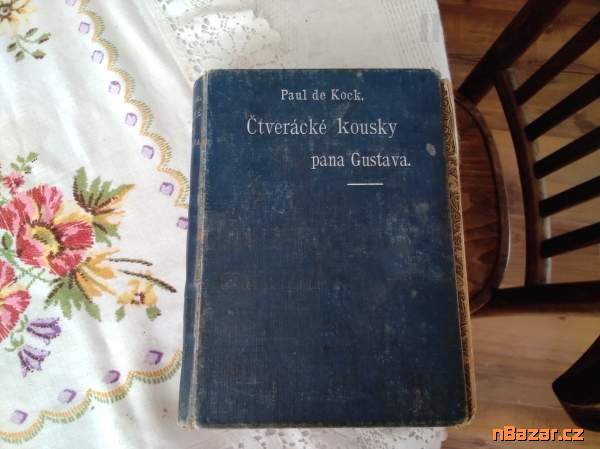 Paul de Kock,
Čtverácké kousky
pana Gustava.
nBazar.cz